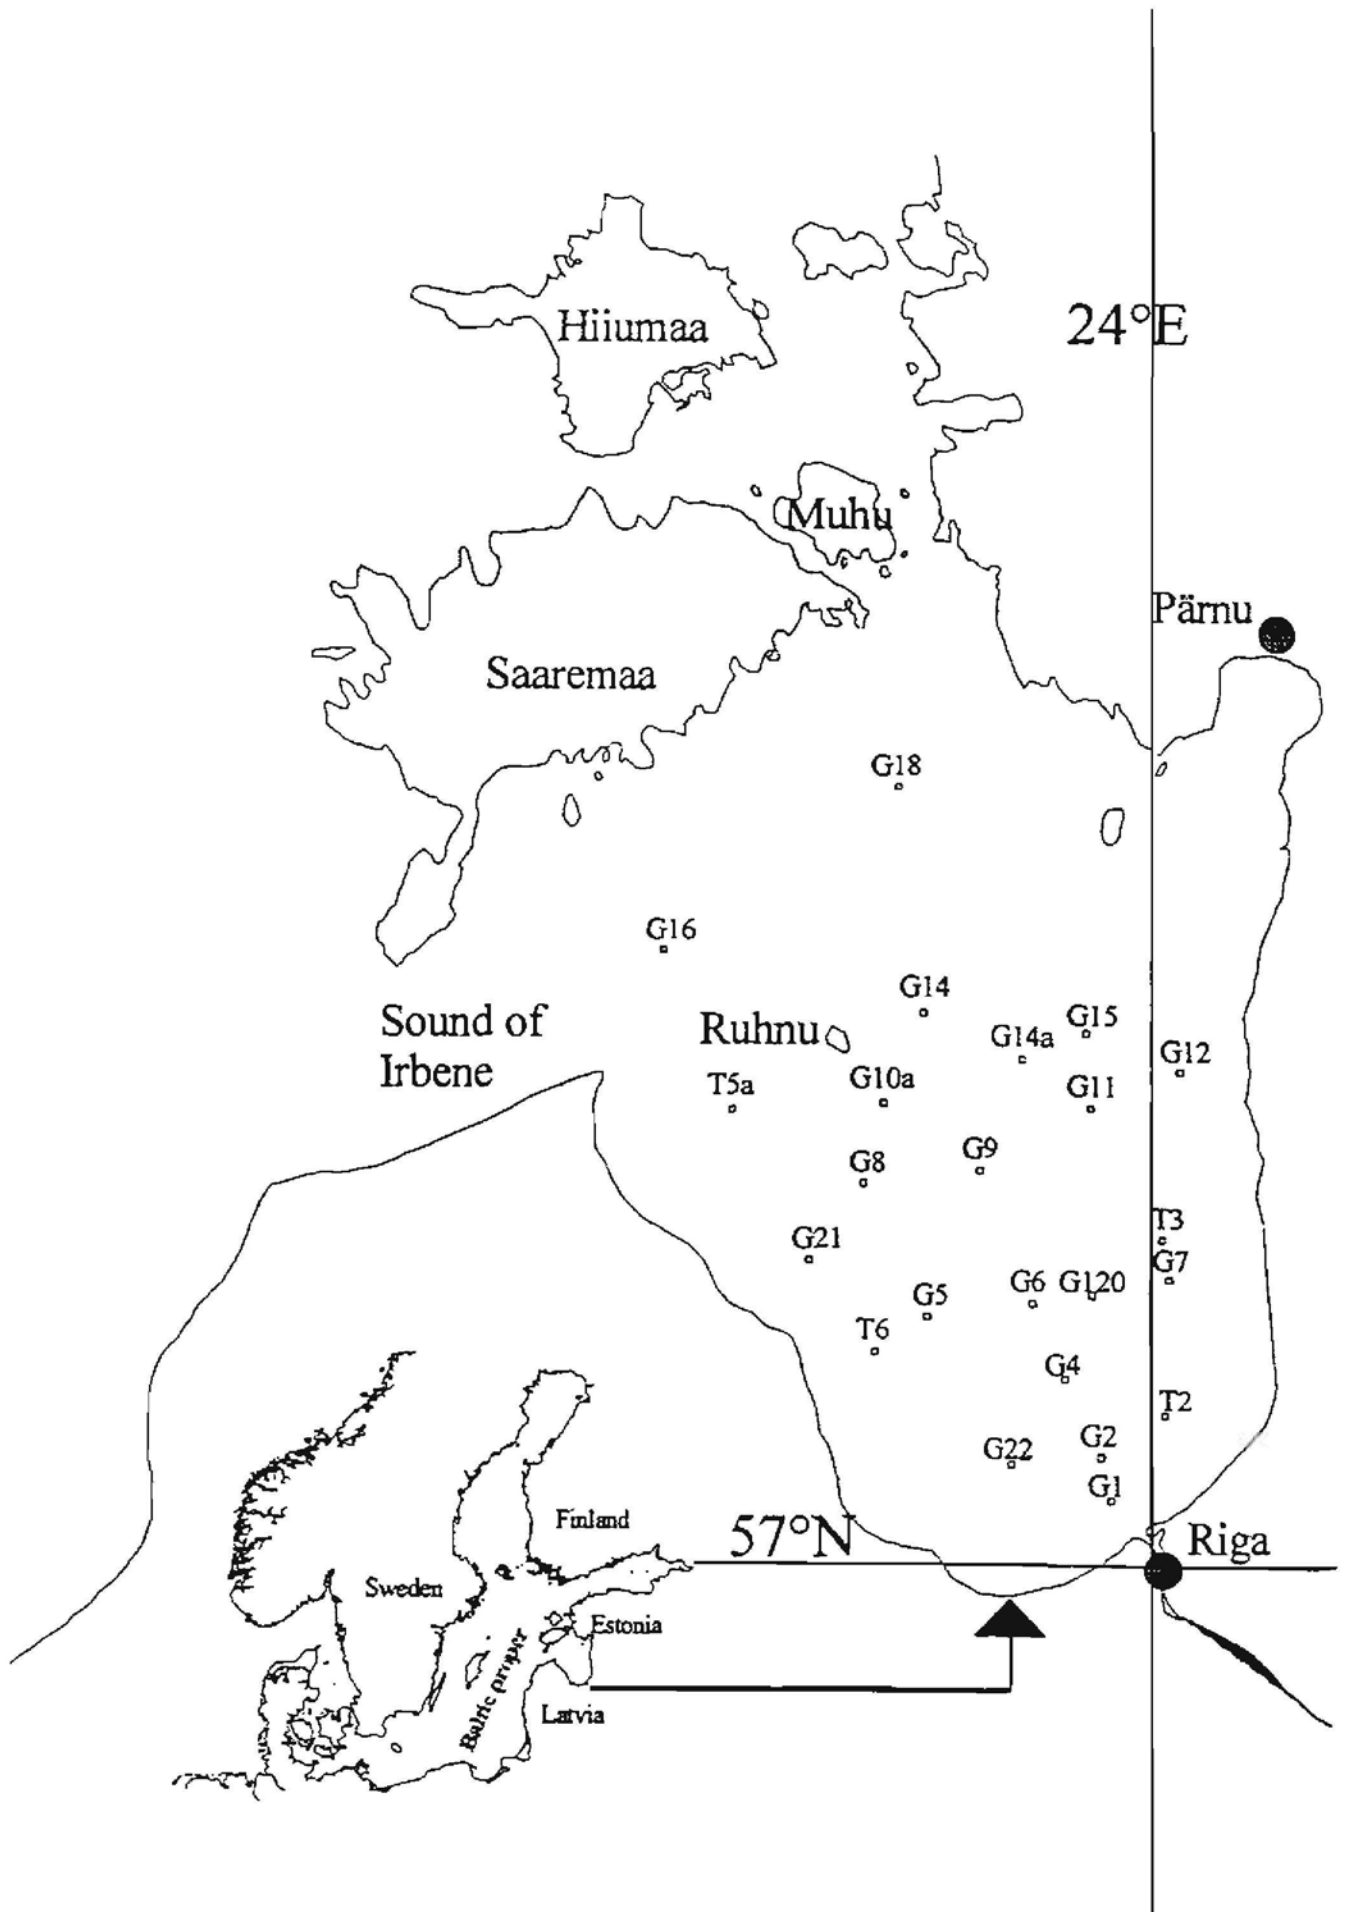 Hiiumaa
24°E
Muhu
Pärnu
Saaremaa
G18
G16
G14
Sound of
Irbene
Ruhnu
G14a
G15
G12
T5a
G10a
G11
G8
G9
G21
T3
G7
G6
G120
G5
T6
G4
T2
G2
G22
G1
57°N
Riga
Finland
Sweden
Estonia
Baltic proper
Latvia